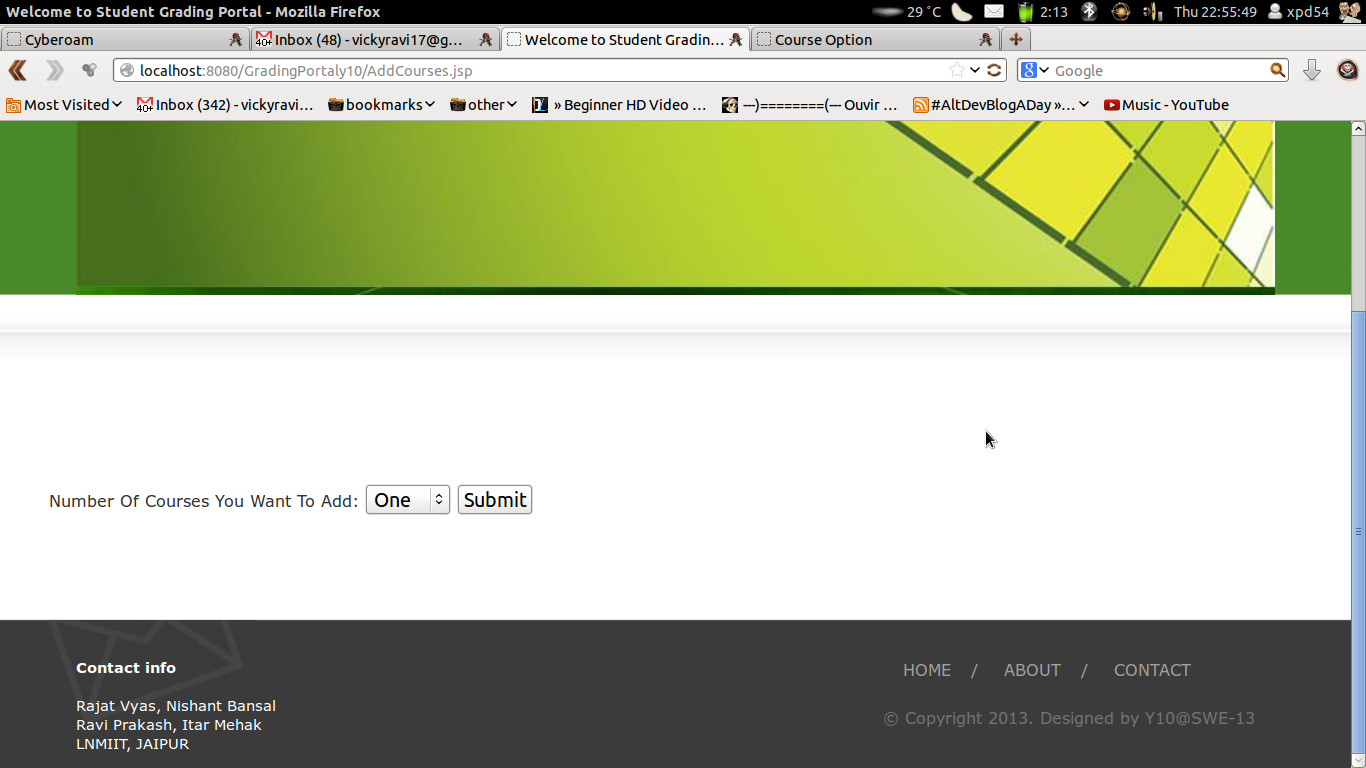 Welcome to Student Grading Portal - Mozilla Firefox 29 °C 2:13 Thu 22:55:49 xpd54
Cyberoam Inbox (48) - vickyravi17@g... Welcome to Student Gradin... Course Option
localhost:8080/GradingPortaly10/AddCourses.jsp Google
Most Visited Inbox (342) - vickyravi... bookmarks other » Beginner HD Video ... ---)========(--- Ouvir ... #AltDevBlogADay »... Music - YouTube
Number Of Courses You Want To Add: One Submit
Contact info
HOME / ABOUT / CONTACT
Rajat Vyas, Nishant Bansal
Ravi Prakash, Itar Mehak
LNMIIT, JAIPUR
© Copyright 2013. Designed by Y10@SWE-13